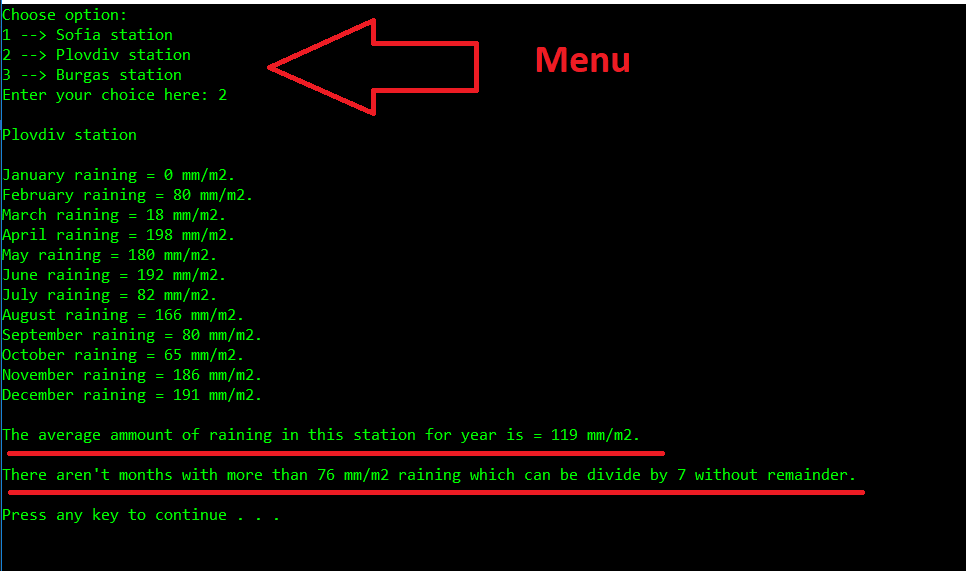 Choose option:
1 --> Sofia station
2 --> Plovdiv station
3 --> Burgas station
Menu
Enter your choice here: 2
Plovdiv station
January raining = 0 mm/m2.
February raining = 80 mm/m2.
March raining = 18 mm/m2.
April raining = 198 mm/m2.
May raining = 180 mm/m2.
June raining = 192 mm/m2.
July raining = 82 mm/m2.
August raining = 166 mm/m2.
September raining = 80 mm/m2.
October raining = 65 mm/m2.
November raining = 186 mm/m2.
December raining = 191 mm/m2.
The average ammount of raining in this station for year is = 119 mm/m2.
There aren't months with more than 76 mm/m2 raining which can be divide by 7 without remainder.
Press any key to continue . . .